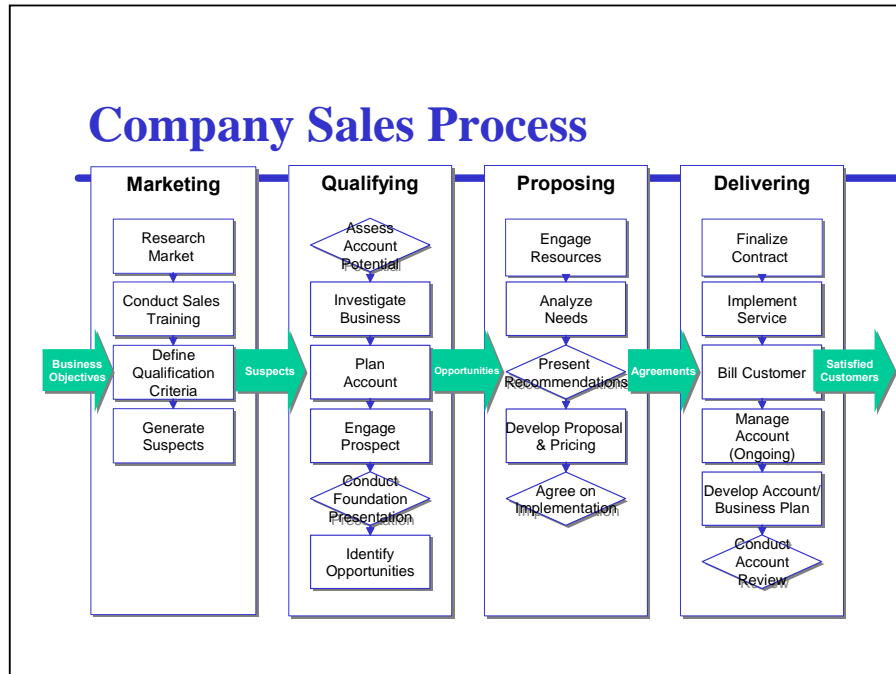 Company Sales Process
Marketing
Research
Market
Conduct Sales
Training
Define
Qualification
Criteria
Generate
Suspects
Qualifying
Assess
Account
Potential
Investigate
Business
Plan
Account
Engage
Prospect
Conduct
Foundation
Presentation
Identify
Opportunities
Proposing
Engage
Resources
Analyze
Needs
Present
Recommendations
Develop Proposal
& Pricing
Agree on
Implementation
Delivering
Finalize
Contract
Implement
Service
Bill Customer
Manage
Account
(Ongoing)
Develop Account/
Business Plan
Conduct
Account
Review
Business
Objectives
Suspects
Opportunities
Agreements
Satisfied
Customers